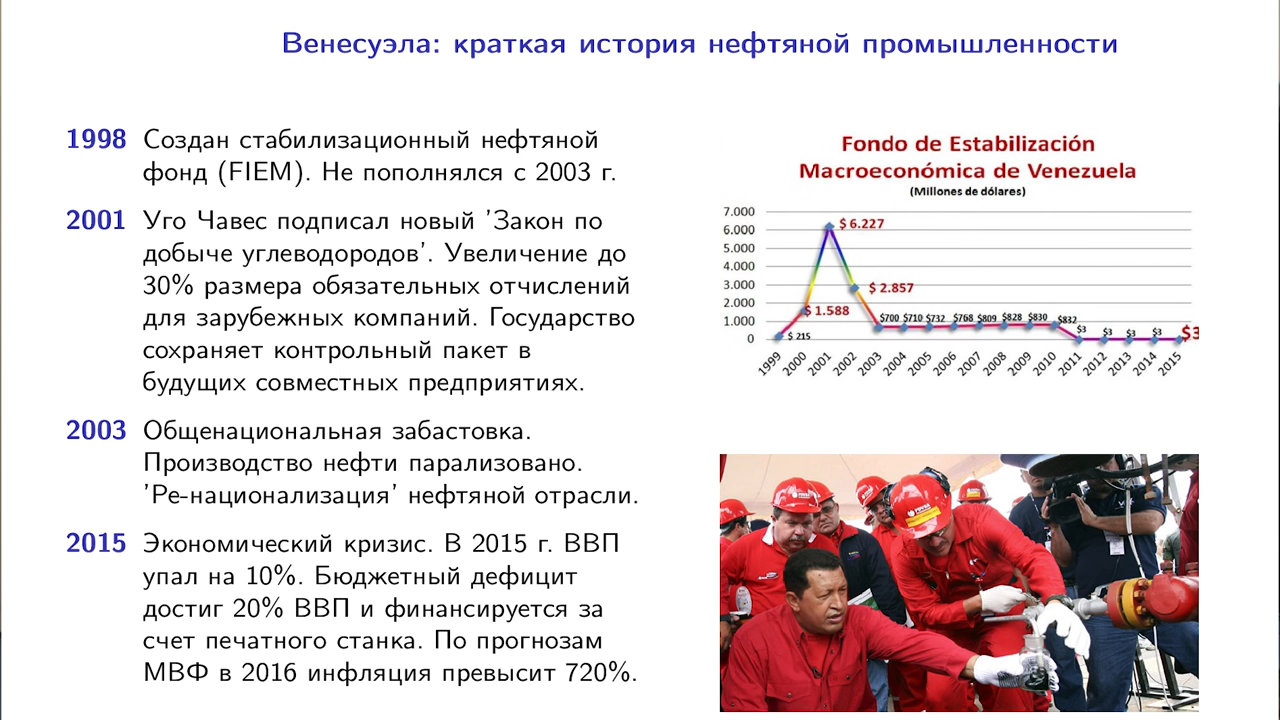 Венесуэла: краткая история нефтяной промышленности
1998 Создан стабилизационный нефтяной
фонд (FIEM). Не пополнялся с 2003 г.
2001 Уго Чавес подписал новый 'Закон по
добыче углеводородов'. Увеличение до
30% размера обязательных отчислений
для зарубежных компаний. Государство
сохраняет контрольный пакет в
будущих совместных предприятиях.
2003 Общенациональная забастовка.
Производство нефти парализовано.
'Ре-национализация' нефтяной отрасли.
2015 Экономический кризис. В 2015 г. ВВП
упал на 10%. Бюджетный дефицит
достиг 20% ВВП и финансируется за
счет печатного станка. По прогнозам
МВФ в 2016 инфляция превысит 720%.
Fondo de Estabilización
Macroeconómica de Venezuela
(Millones de dólares)
7.000
6.000
5.000
4.000
3.000
2.000
1.000
0
$ 215
$ 1.588
$ 6.227
$ 2.857
$700 $710 $732 $768 $809 $828 $830 $832
$3 $3 $3 $3 $3
1999 2000 2001 2002 2003 2004 2005 2006 2007 2008 2009 2010 2011 2012 2013 2014 2015